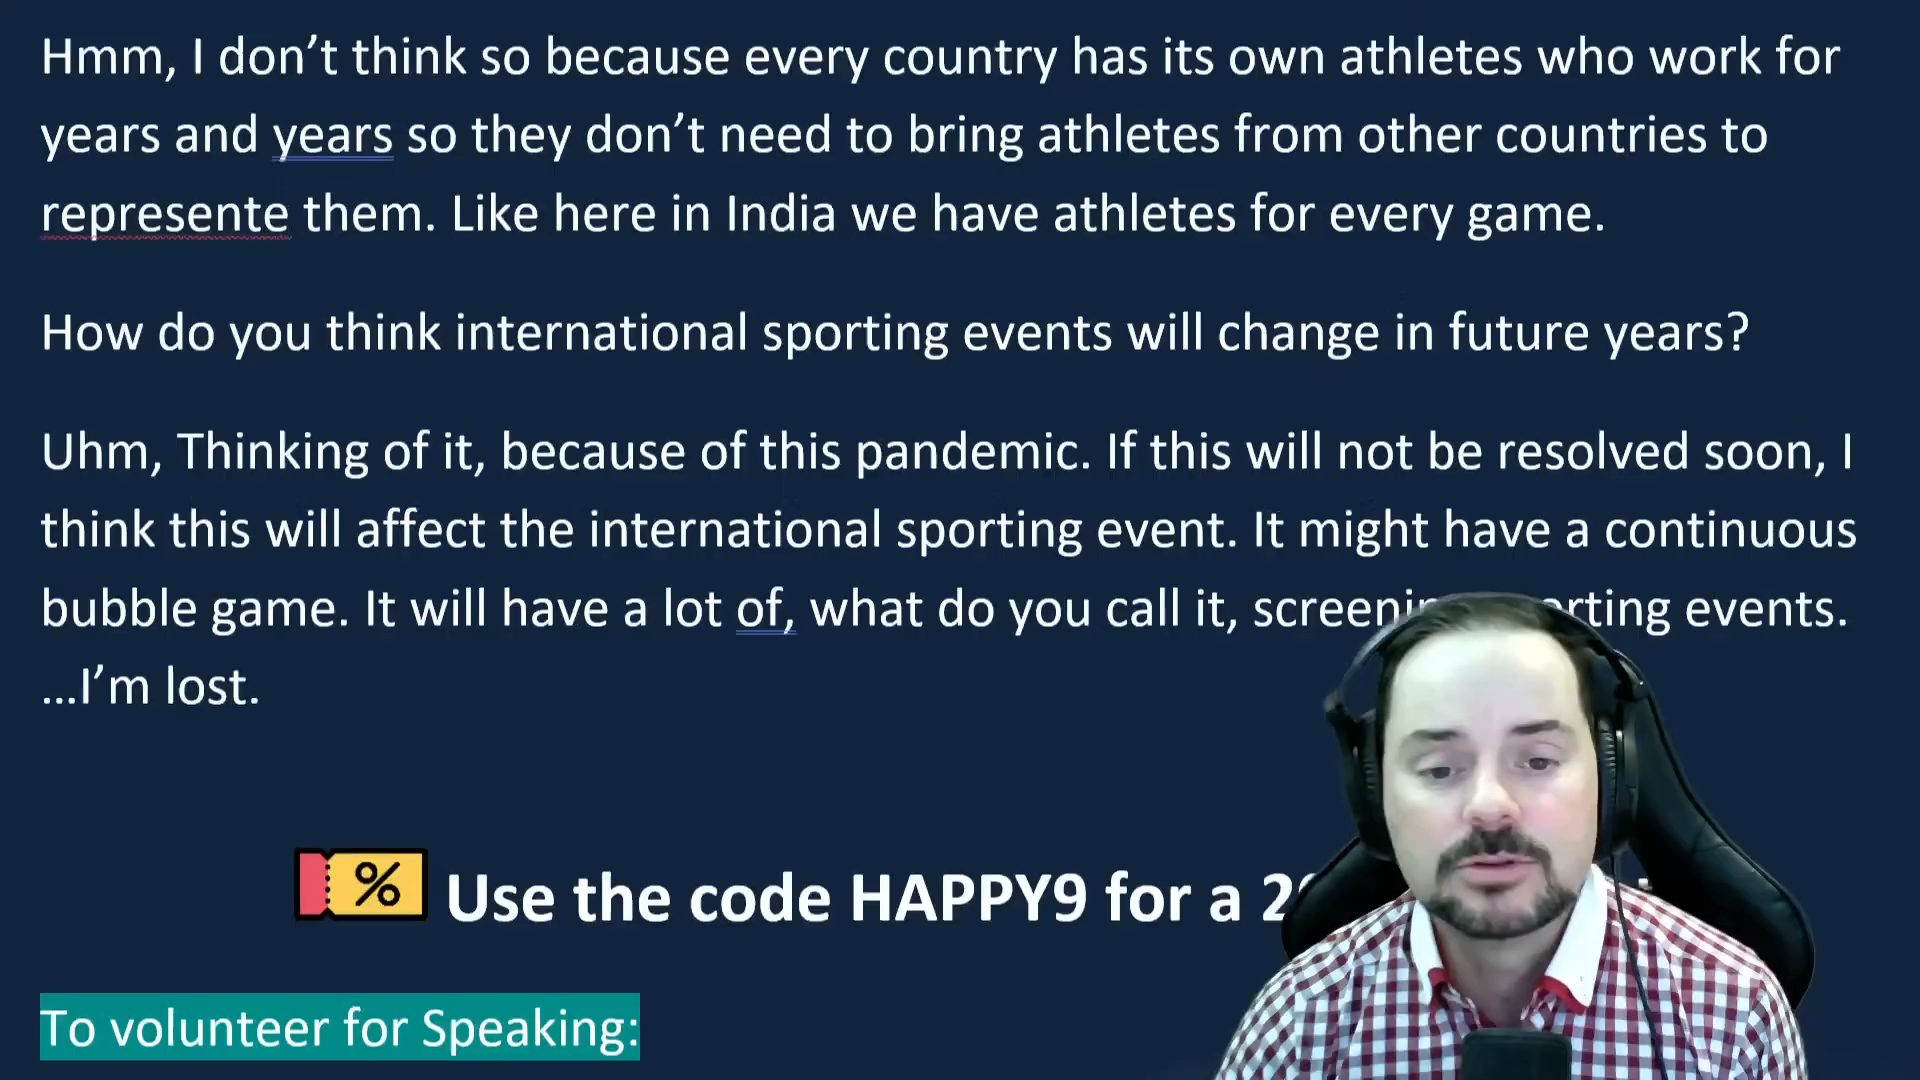 Hmm, I don’t think so because every country has its own athletes who work for
years and years so they don’t need to bring athletes from other countries to
represente them. Like here in India we have athletes for every game.
How do you think international sporting events will change in future years?
Uhm, Thinking of it, because of this pandemic. If this will not be resolved soon, I
think this will affect the international sporting event. It might have a continuous
bubble game. It will have a lot of, what do you call it, events.
...I’m lost.
% Use the code HAPPY9 for a
To volunteer for Speaking: